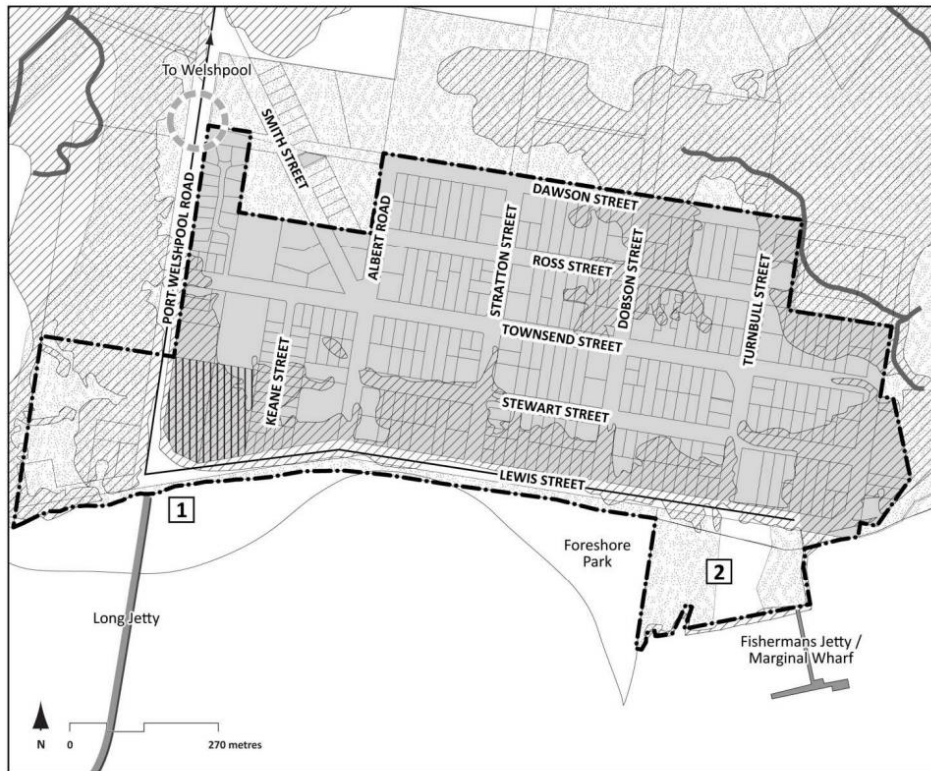 To Welshpool
SMITH STREET
PORT WELSHPOOL ROAD
ALBERT ROAD
DAWSON STREET
STRATTON STREET
ROSS STREET
DOBSON STREET
TURNBULL STREET
TOWNSEND STREET
KEANE STREET
STEWART STREET
LEWIS STREET
1
Foreshore
Park
2
Long Jetty
Fishermans Jetty /
Marginal Wharf
N
0
270 metres